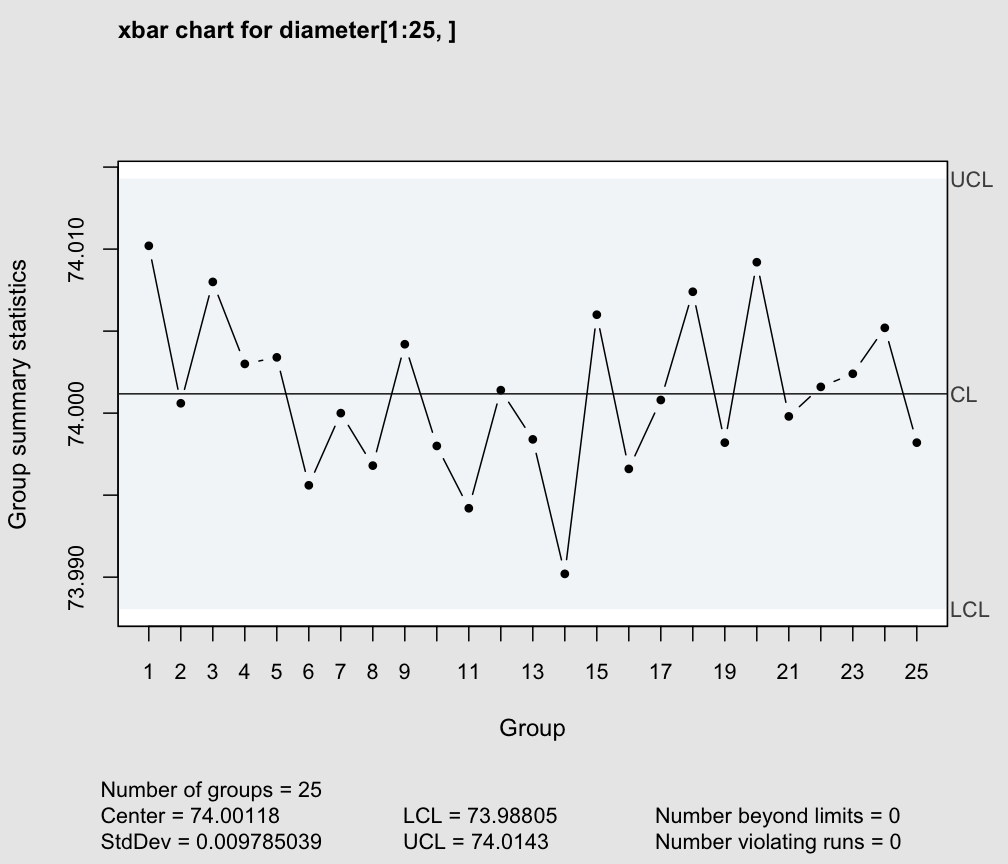 xbar chart for diameter[1:25, ]
UCL
74.010
Group summary statistics
CL
74.000
73.990
LCL
1 2 3 4 5 6 7 8 9 11 13 15 17 19 21 23 25
Group
Number of groups = 25
Center = 74.00118 LCL = 73.98805 Number beyond limits = 0
StdDev = 0.009785039 UCL = 74.0143 Number violating runs = 0